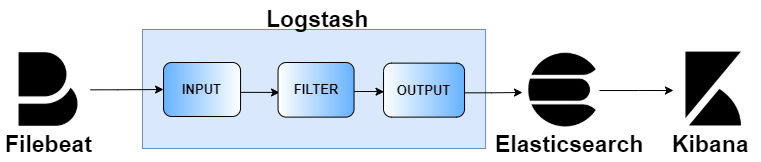 Logstash
INPUT
FILTER
OUTPUT
Filebeat
Elasticsearch
Kibana